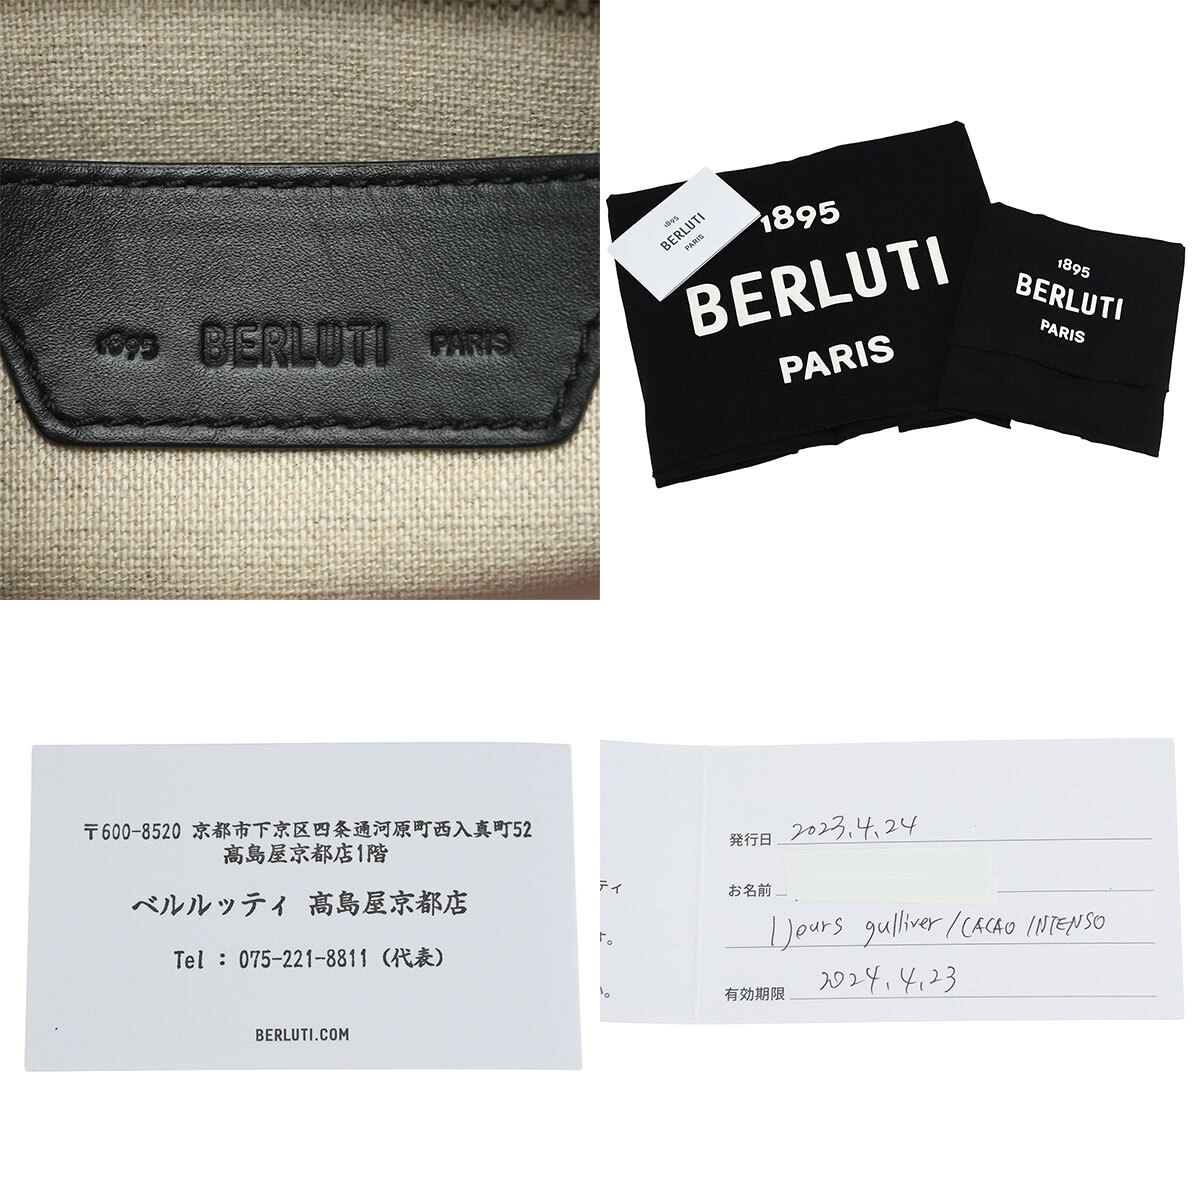 1895 BERLUTI PARIS
1895
BERLUTI
PARIS
1895
BERLUTI
PARIS
1895
BERLUTI
PARIS
〒600-8520 京都市下京区四条通河原町西入真町52
髙島屋京都店1階
ベルルッティ 髙島屋京都店
Tel : 075-221-8811 (代表)
BERLUTI.COM
発行日 2023.4.24
ティ
お名前
す。
1Jours gulliver/CACAO INTENSO
い。
有効期限 2024.4.23